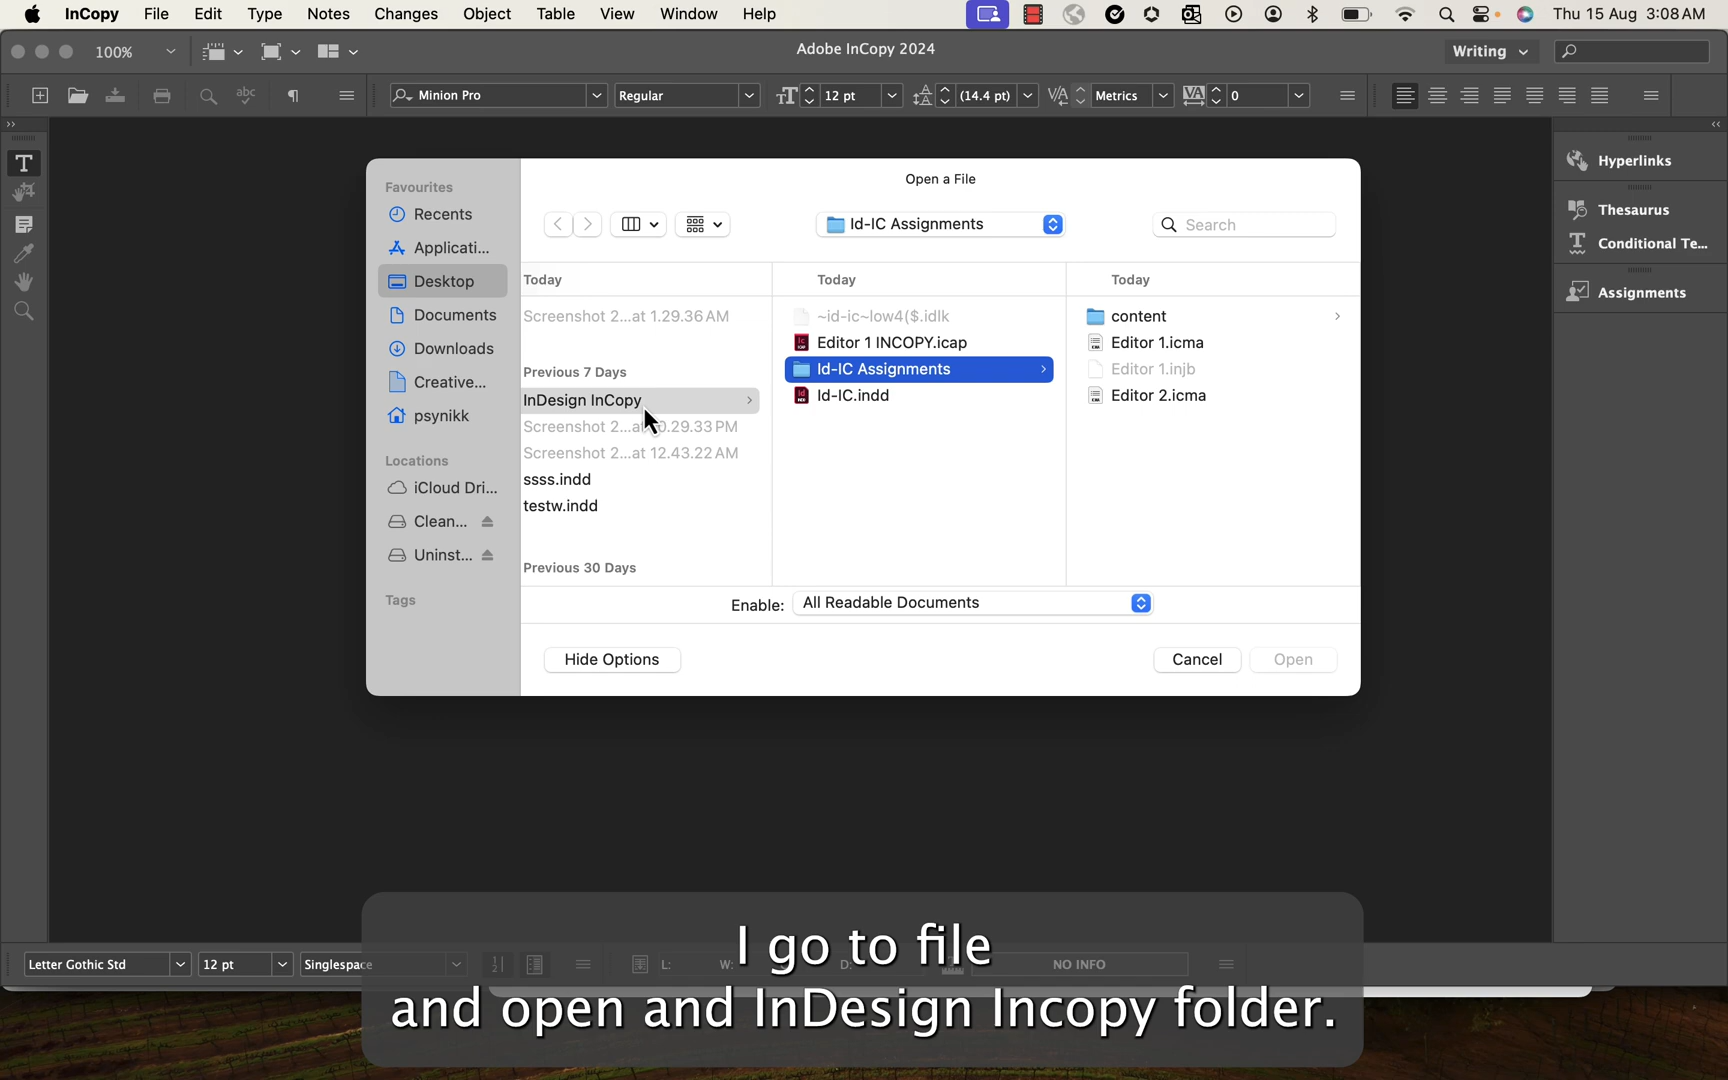 InCopy File Edit Type Notes Changes Object Table View Window Help Thu 15 Aug 3:08 AM
100% Adobe InCopy 2024 Writing
Minion Pro Regular 12 pt (14.4 pt) Metrics 0
Hyperlinks
Thesaurus
Conditional Te...
Assignments
Open a File
Favourites
Recents
Applicati...
Desktop
Documents
Downloads
Creative...
psynikk
Locations
iCloud Dri...
Clean...
Uninst...
Tags
Id-IC Assignments
Search
Today
Screenshot 2...at 1.29.36 AM
Previous 7 Days
InDesign InCopy
Screenshot 2...at 10.29.33 PM
Screenshot 2...at 12.43.22 AM
ssss.indd
testw.indd
Previous 30 Days
Today
~id-ic~low4($.idlk
Editor 1 INCOPY.icap
Id-IC Assignments
Id-IC.indd
Today
content
Editor 1.icma
Editor 1.injb
Editor 2.icma
Enable: All Readable Documents
Hide Options Cancel Open
Letter Gothic Std 12 pt Singlespace L: W: D: NO INFO
I go to file
and open and InDesign Incopy folder.